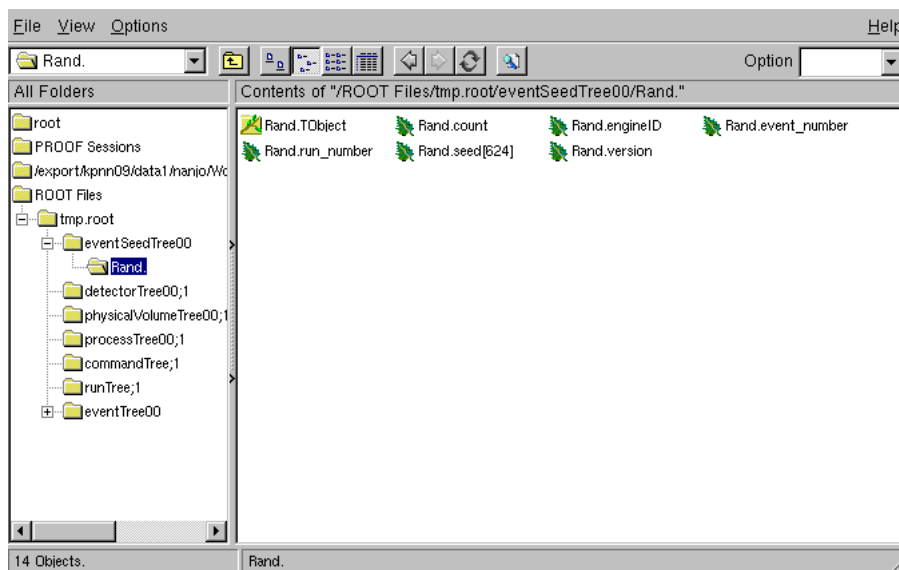 File View Options Help
Rand. Option
All Folders Contents of "/ROOT Files/tmp.root/eventSeedTree00/Rand."
root
PROOF Sessions
/export/kpnn09/data1/nanjo/Wo
ROOT Files
tmp.root
eventSeedTree00
Rand.
detectorTree00;1
physicalVolumeTree00;1
processTree00;1
commandTree;1
runTree;1
eventTree00
Rand.TObject Rand.count Rand.engineID Rand.event_number
Rand.run_number Rand.seed[624] Rand.version
14 Objects. Rand.